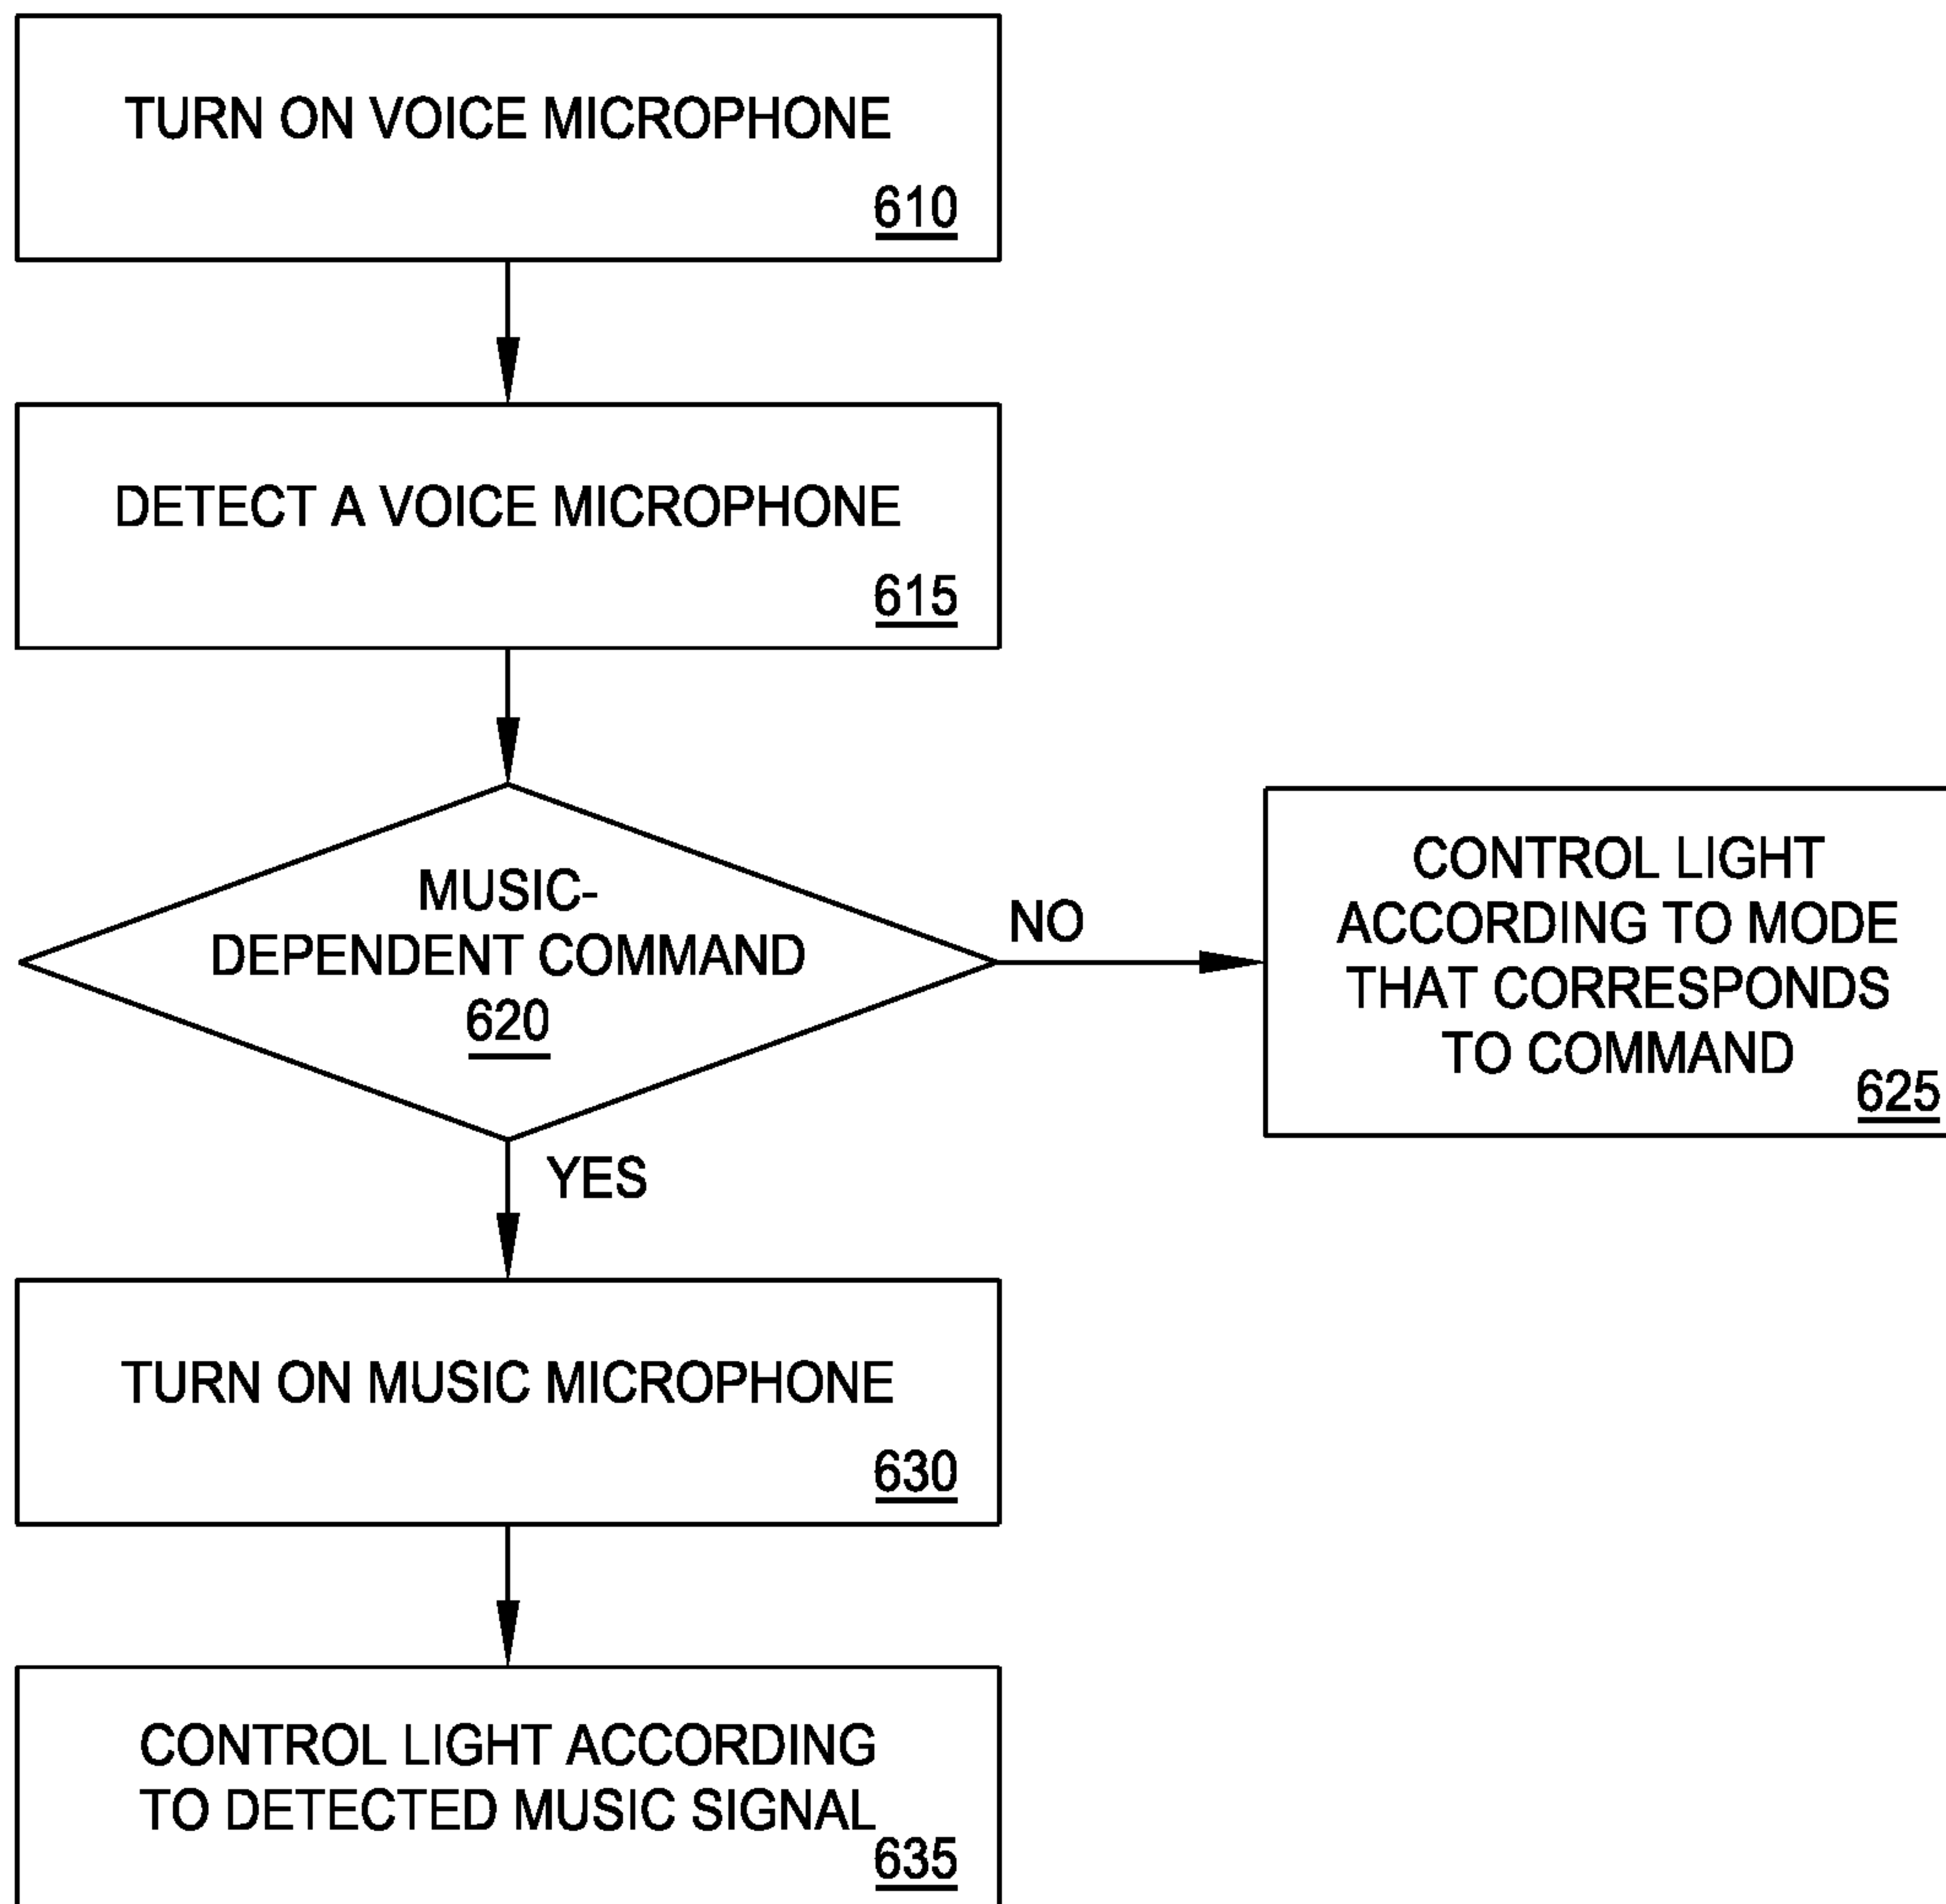 TURN ON VOICE MICROPHONE
610
DETECT A VOICE MICROPHONE
615
MUSIC-
DEPENDENT COMMAND
620
NO
CONTROL LIGHT
ACCORDING TO MODE
THAT CORRESPONDS
TO COMMAND
625
YES
TURN ON MUSIC MICROPHONE
630
CONTROL LIGHT ACCORDING
TO DETECTED MUSIC SIGNAL
635